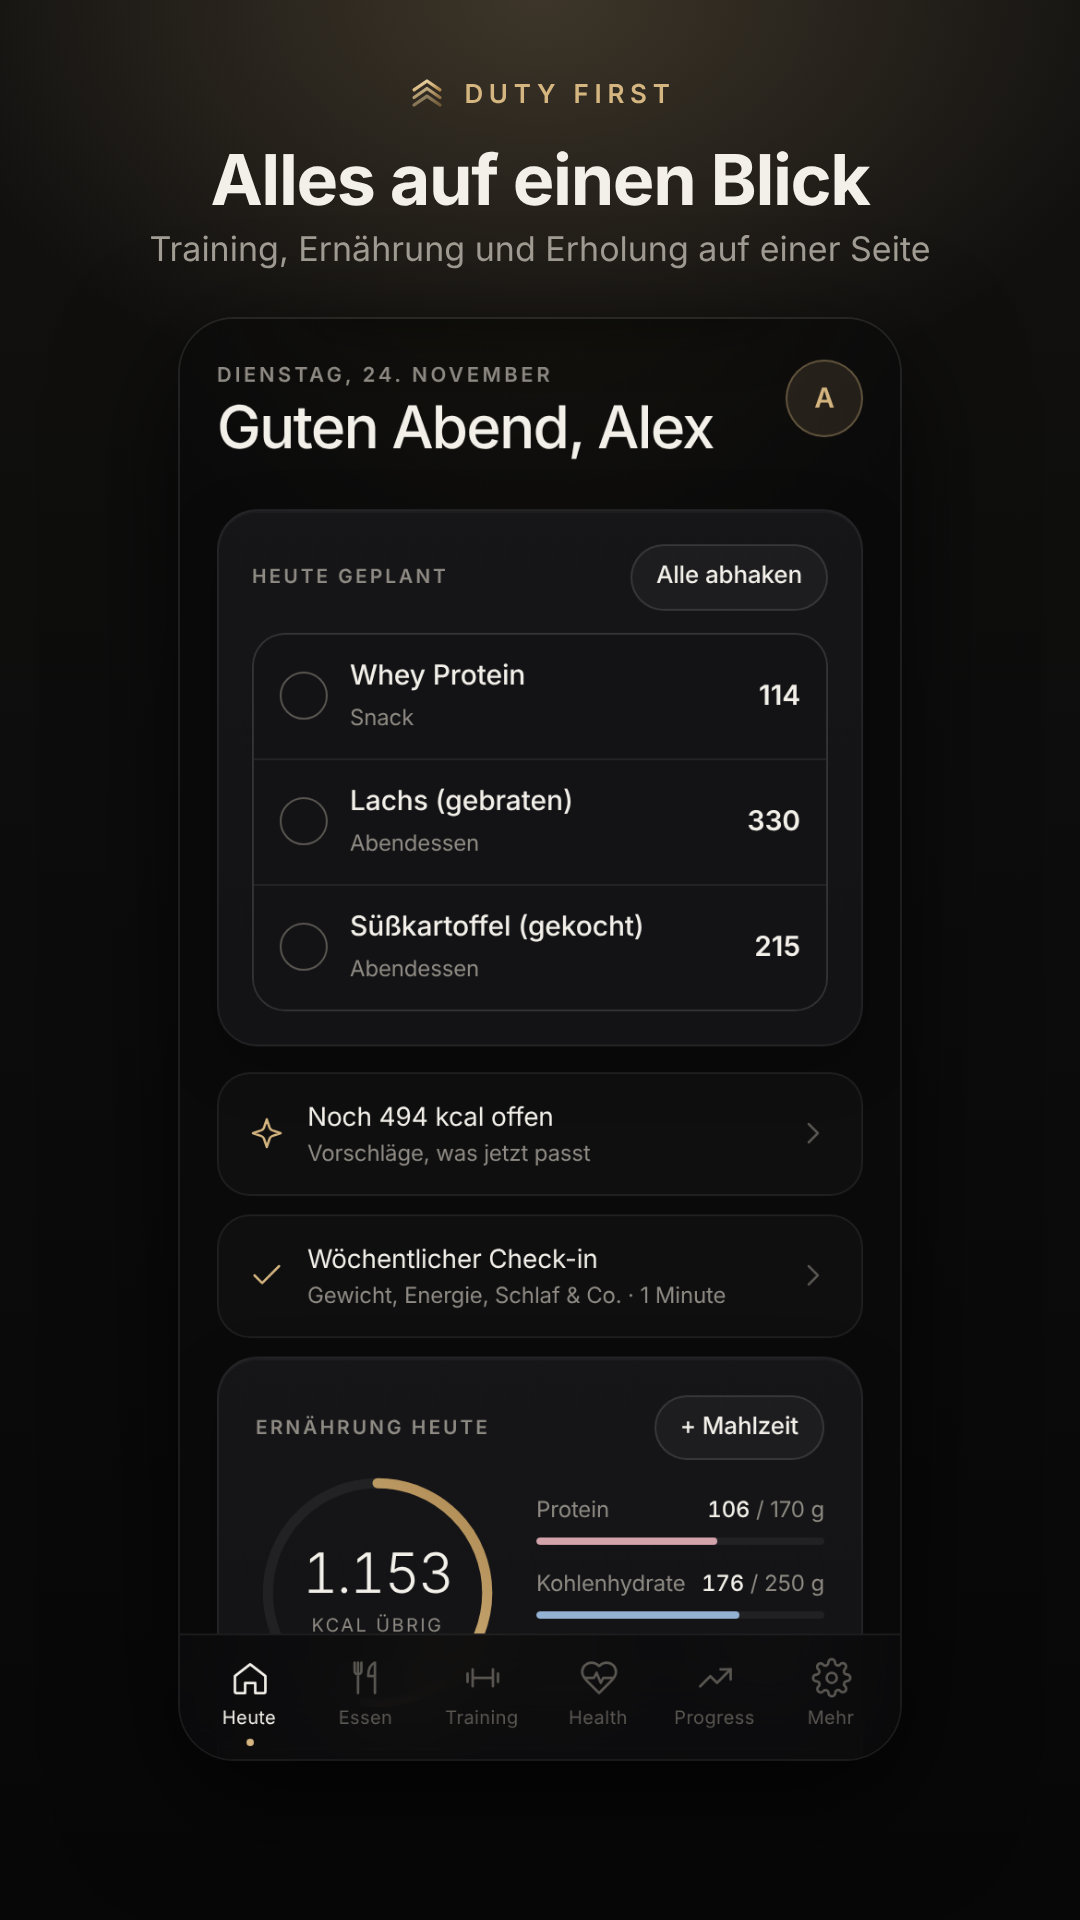 DUTY FIRST
Alles auf einen Blick
Training, Ernährung und Erholung auf einer Seite
DIENSTAG, 24. NOVEMBER
Guten Abend, Alex
A
HEUTE GEPLANT
Alle abhaken
Whey Protein
Snack
114
Lachs (gebraten)
Abendessen
330
Süßkartoffel (gekocht)
Abendessen
215
Noch 494 kcal offen
Vorschläge, was jetzt passt
Wöchentlicher Check-in
Gewicht, Energie, Schlaf & Co. · 1 Minute
ERNÄHRUNG HEUTE
+ Mahlzeit
1.153
KCAL ÜBRIG
Protein 106 / 170 g
Kohlenhydrate 176 / 250 g
Heute Essen Training Health Progress Mehr